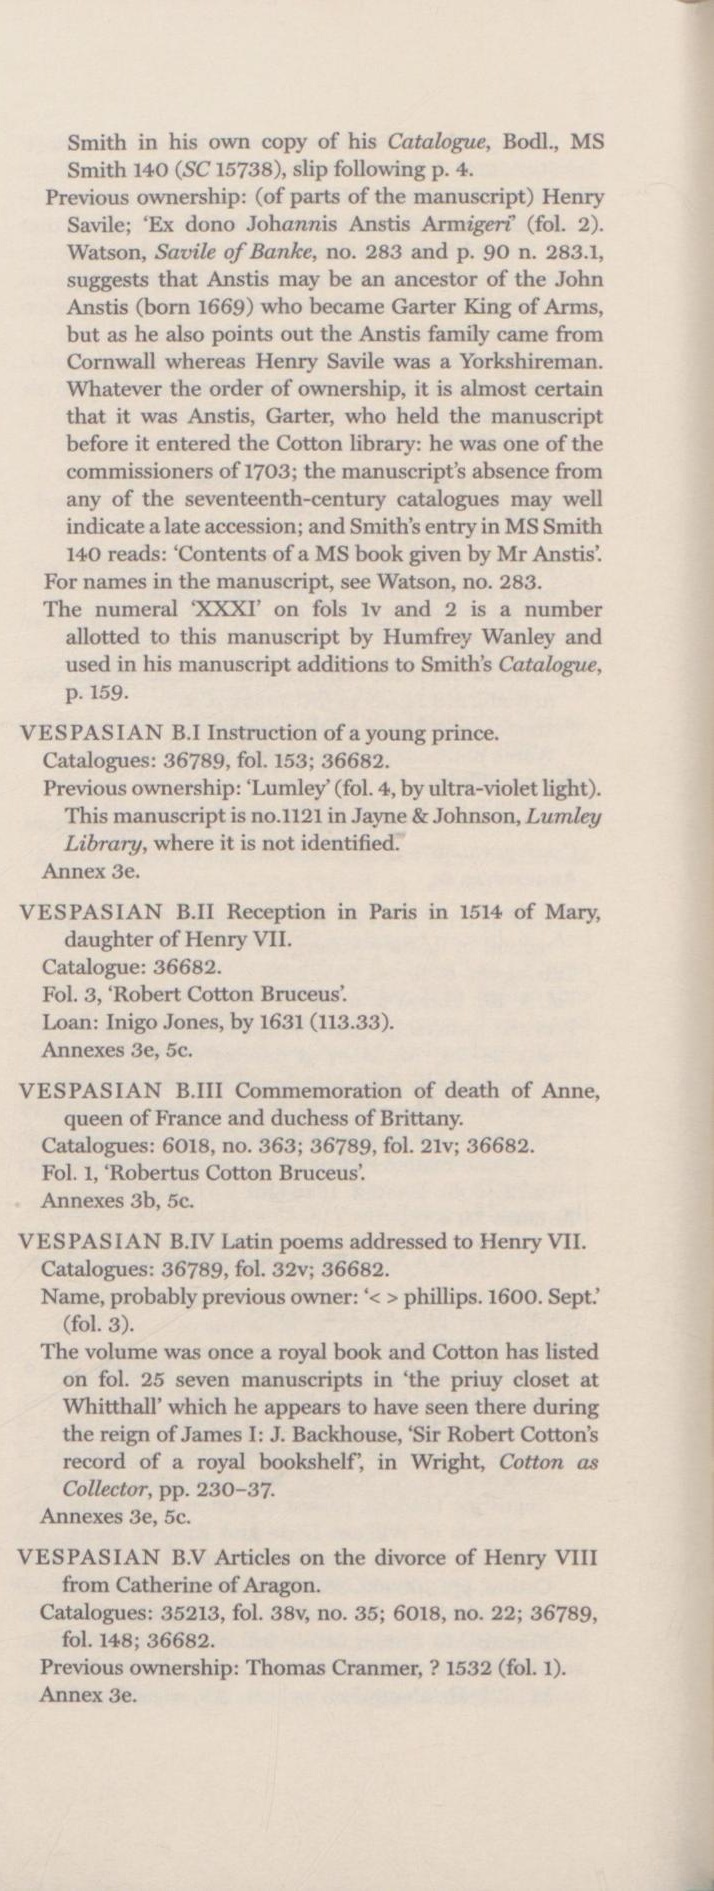 Smith in his own copy of his Catalogue, Bodl., MS
Smith 140 (SC 15738), slip following p. 4.
Previous ownership: (of parts of the manuscript) Henry
Savile; ‘Ex dono Johannis Anstis Armigeri’ (fol. 2).
Watson, Savile of Banke, no. 283 and p. 90 n. 283.1,
suggests that Anstis may be an ancestor of the John
Anstis (born 1669) who became Garter King of Arms,
but as he also points out the Anstis family came from
Cornwall whereas Henry Savile was a Yorkshireman.
Whatever the order of ownership, it is almost certain
that it was Anstis, Garter, who held the manuscript
before it entered the Cotton library: he was one of the
commissioners of 1703; the manuscript’s absence from
any of the seventeenth-century catalogues may well
indicate a late accession; and Smith’s entry in MS Smith
140 reads: ‘Contents of a MS book given by Mr Anstis’.
For names in the manuscript, see Watson, no. 283.
The numeral ‘XXXI’ on fols 1v and 2 is a number
allotted to this manuscript by Humfrey Wanley and
used in his manuscript additions to Smith’s Catalogue,
p. 159.
VESPASIAN B.I Instruction of a young prince.
Catalogues: 36789, fol. 153; 36682.
Previous ownership: ‘Lumley’ (fol. 4, by ultra-violet light).
This manuscript is no.1121 in Jayne & Johnson, Lumley
Library, where it is not identified.
Annex 3e.
VESPASIAN B.II Reception in Paris in 1514 of Mary,
daughter of Henry VII.
Catalogue: 36682.
Fol. 3, ‘Robert Cotton Bruceus’.
Loan: Inigo Jones, by 1631 (113.33).
Annexes 3e, 5c.
VESPASIAN B.III Commemoration of death of Anne,
queen of France and duchess of Brittany.
Catalogues: 6018, no. 363; 36789, fol. 21v; 36682.
Fol. 1, ‘Robertus Cotton Bruceus’.
Annexes 3b, 5c.
VESPASIAN B.IV Latin poems addressed to Henry VII.
Catalogues: 36789, fol. 32v; 36682.
Name, probably previous owner: ‘< > phillips. 1600. Sept.’
(fol. 3).
The volume was once a royal book and Cotton has listed
on fol. 25 seven manuscripts in ‘the priuy closet at
Whitthall’ which he appears to have seen there during
the reign of James I: J. Backhouse, ‘Sir Robert Cotton’s
record of a royal bookshelf’, in Wright, Cotton as
Collector, pp. 230–37.
Annexes 3e, 5c.
VESPASIAN B.V Articles on the divorce of Henry VIII
from Catherine of Aragon.
Catalogues: 35213, fol. 38v, no. 35; 6018, no. 22; 36789,
fol. 148; 36682.
Previous ownership: Thomas Cranmer, ? 1532 (fol. 1).
Annex 3e.